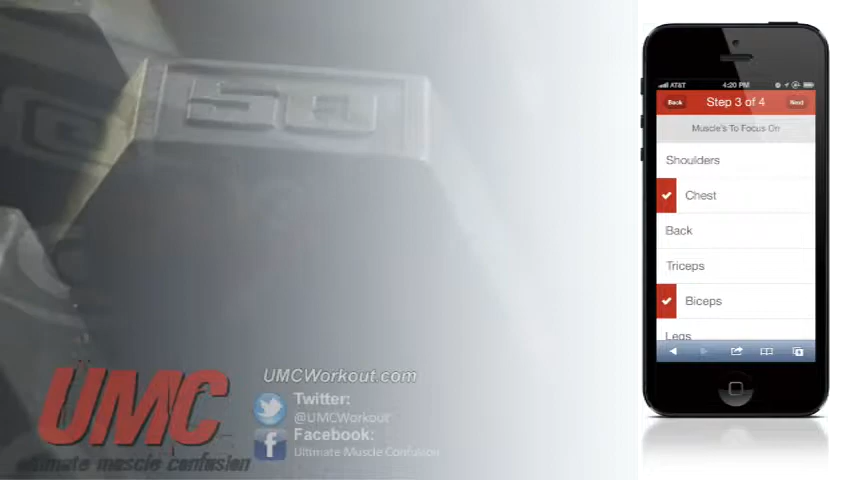 50
AT&T 4:20 PM
Back Step 3 of 4 Next
Muscle's To Focus On
Shoulders
Chest
Back
Triceps
Biceps
Legs
UMCWorkout.com
UMC
Twitter:
@UMCWorkout
Facebook:
Ultimate Muscle Confusion
ultimate muscle confusion